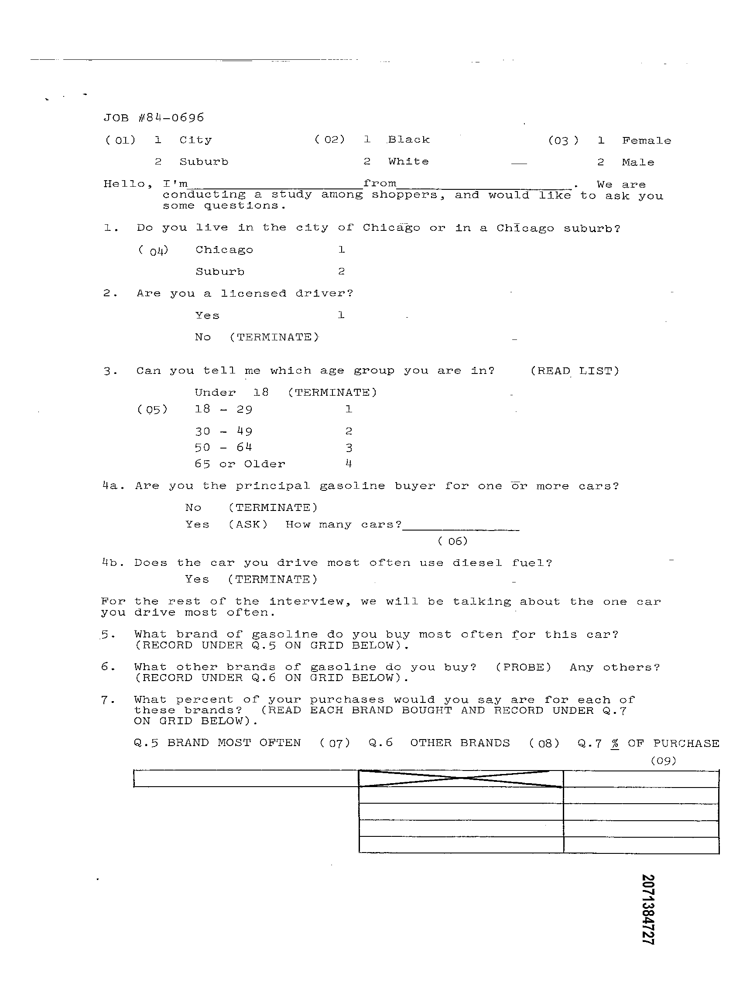 JOB #84-0696
(01) 1 City (02) 1 Black (03) 1 Female
2 Suburb 2 White 2 Male
Hello, I'm____________from____________. We are
conducting a study among shoppers, and would like to ask you
some questions.
1. Do you live in the city of Chicago or in a Chicago suburb?
(04) Chicago 1
Suburb 2
2. Are you a licensed driver?
Yes 1
No (TERMINATE)
3. Can you tell me which age group you are in? (READ LIST)
Under 18 (TERMINATE)
(05) 18 - 29 1
30 - 49 2
50 - 64 3
65 or Older 4
4a. Are you the principal gasoline buyer for one or more cars?
No (TERMINATE)
Yes (ASK) How many cars?____________
(06)
4b. Does the car you drive most often use diesel fuel?
Yes (TERMINATE)
For the rest of the interview, we will be talking about the one car
you drive most often.
5. What brand of gasoline do you buy most often for this car?
(RECORD UNDER Q.5 ON GRID BELOW).
6. What other brands of gasoline do you buy? (PROBE) Any others?
(RECORD UNDER Q.6 ON GRID BELOW).
7. What percent of your purchases would you say are for each of
these brands? (READ EACH BRAND BOUGHT AND RECORD UNDER Q.7
ON GRID BELOW).
Q.5 BRAND MOST OFTEN (07) Q.6 OTHER BRANDS (08) Q.7 % OF PURCHASE
(09)
2071384727